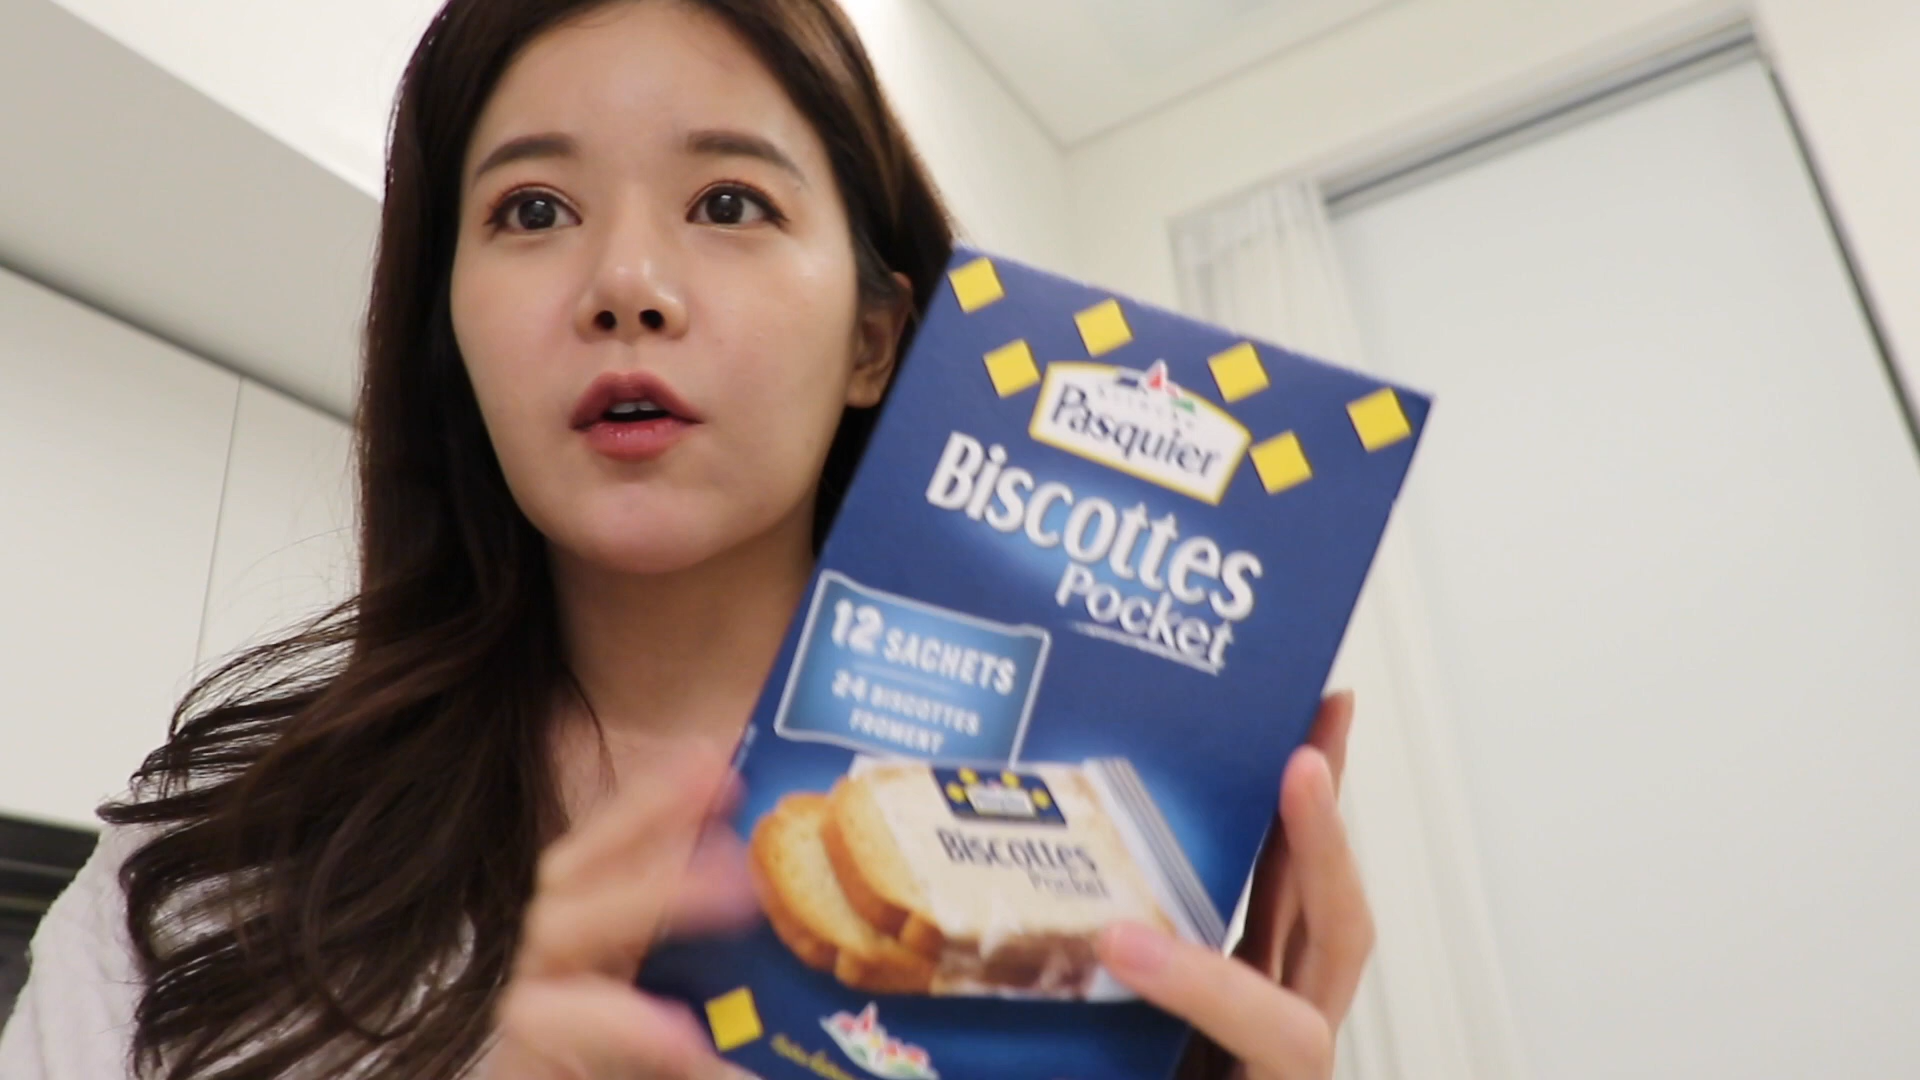 Pasquier
Biscottes
Pocket
12 SACHETS
24 BISCOTTES
FROMENT
Biscottes
Pocket